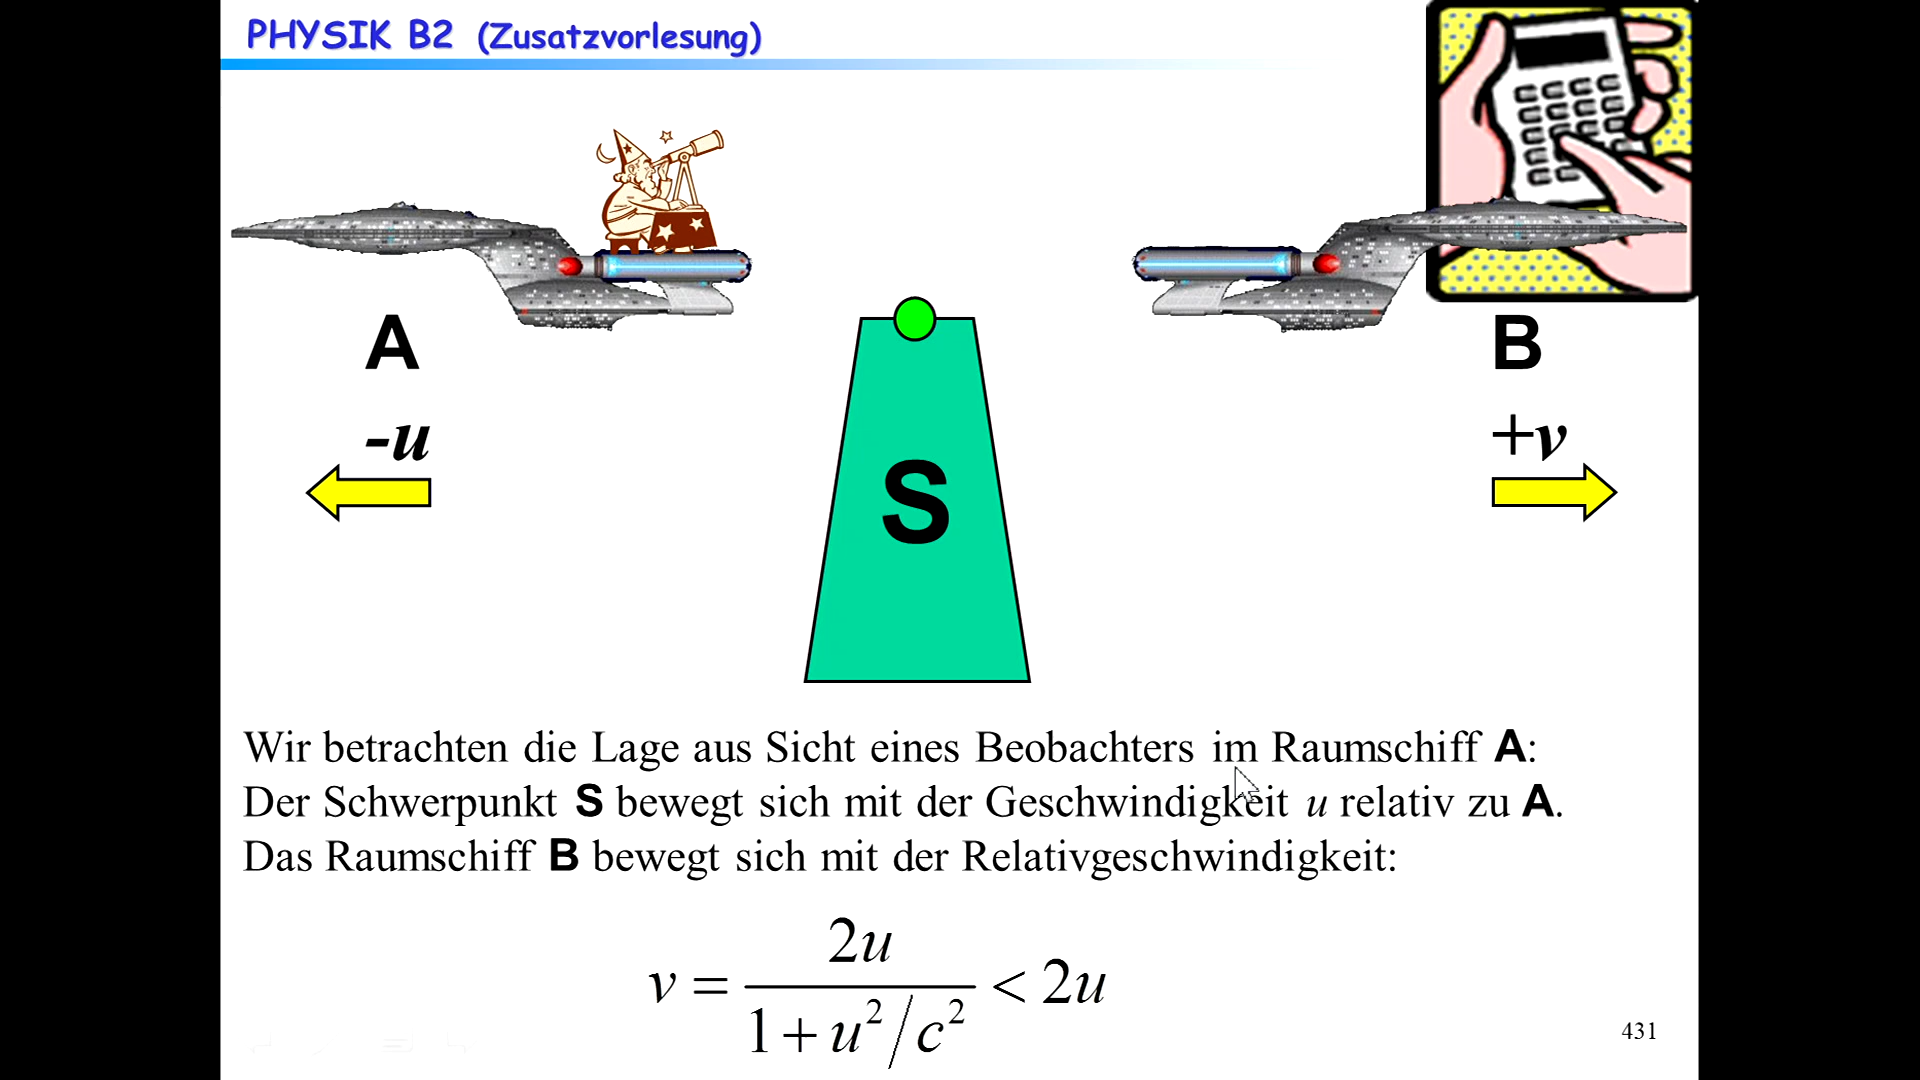 PHYSIK B2 (Zusatzvorlesung)
A
B
-u
+v
S
Wir betrachten die Lage aus Sicht eines Beobachters im Raumschiff A:
Der Schwerpunkt S bewegt sich mit der Geschwindigkeit u relativ zu A.
Das Raumschiff B bewegt sich mit der Relativgeschwindigkeit:
v = 2u / (1 + u²/c²) < 2u
431